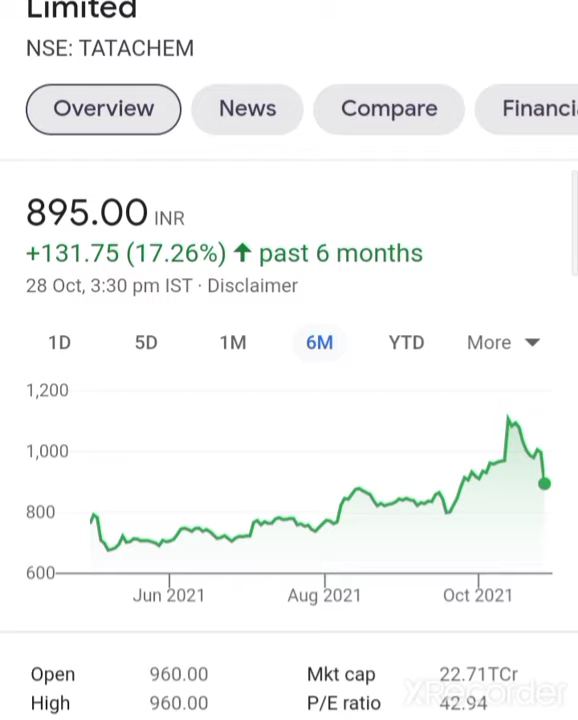 Limited
NSE: TATACHEM
Overview News Compare Financi
895.00 INR
+131.75 (17.26%) ↑ past 6 months
28 Oct, 3:30 pm IST · Disclaimer
1D 5D 1M 6M YTD More
1,200
1,000
800
600
Jun 2021 Aug 2021 Oct 2021
Open 960.00 Mkt cap 22.71TCr
High 960.00 P/E ratio 42.94
XRecorder